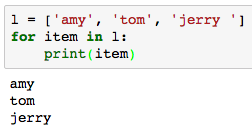 l = ['amy', 'tom', 'jerry ']
for item in l:
    print(item)
amy
tom
jerry